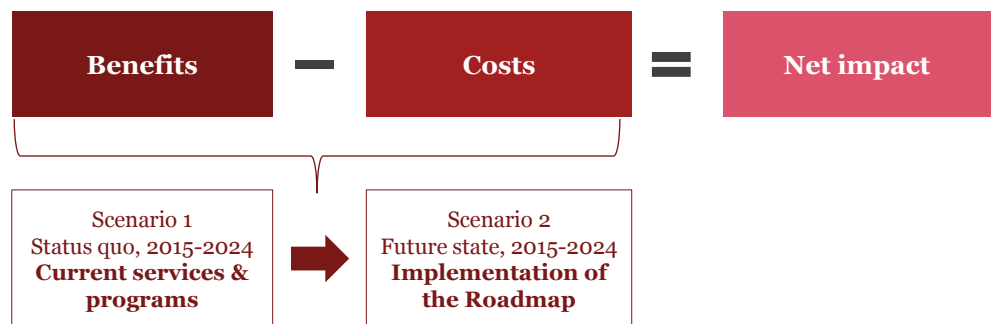 Benefits
Costs
Net impact
Scenario 1
Status quo, 2015-2024
Current services &
programs
Scenario 2
Future state, 2015-2024
Implementation of
the Roadmap